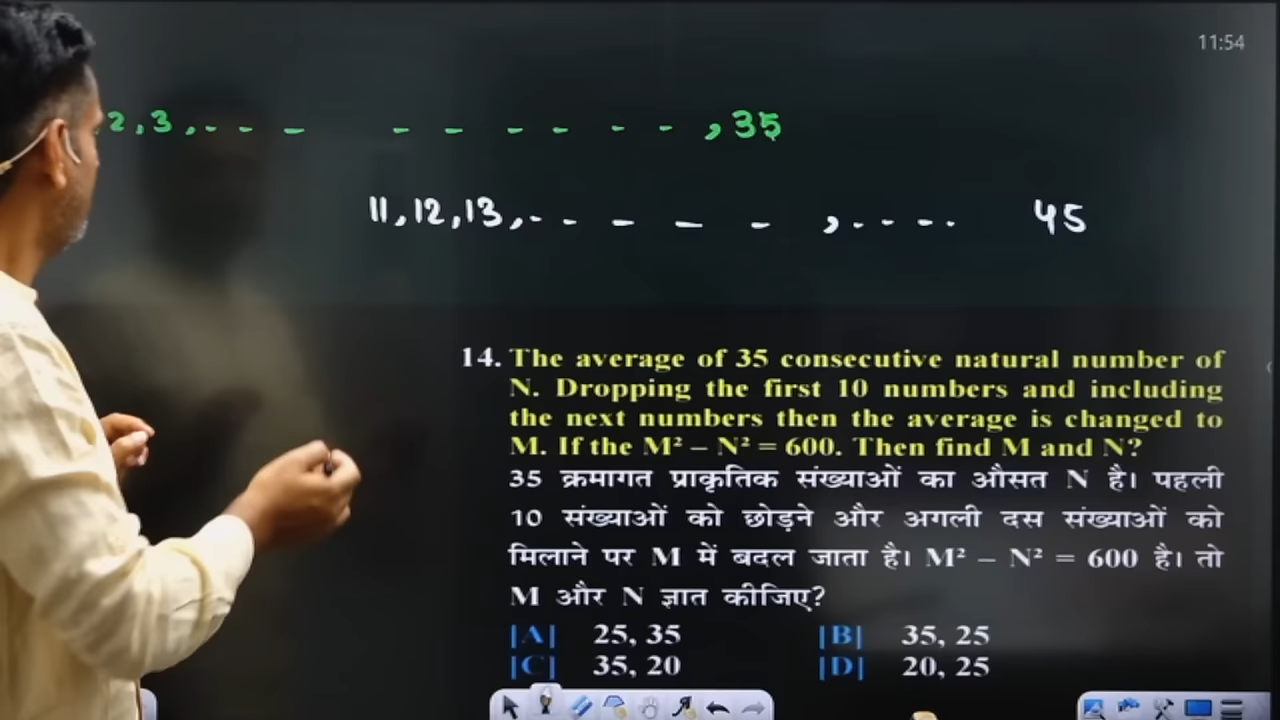 11:54
2,3,-- - - - - - - - ,35
11,12,13,-- - - - ,---- 45
14. The average of 35 consecutive natural number of
N. Dropping the first 10 numbers and including
the next numbers then the average is changed to
M. If the M² – N² = 600. Then find M and N?
35 क्रमागत प्राकृतिक संख्याओं का औसत N है। पहली
10 संख्याओं को छोड़ने और अगली दस संख्याओं को
मिलाने पर M में बदल जाता है। M² – N² = 600 है। तो
M और N ज्ञात कीजिए?
[A] 25, 35 [B] 35, 25
[C] 35, 20 [D] 20, 25